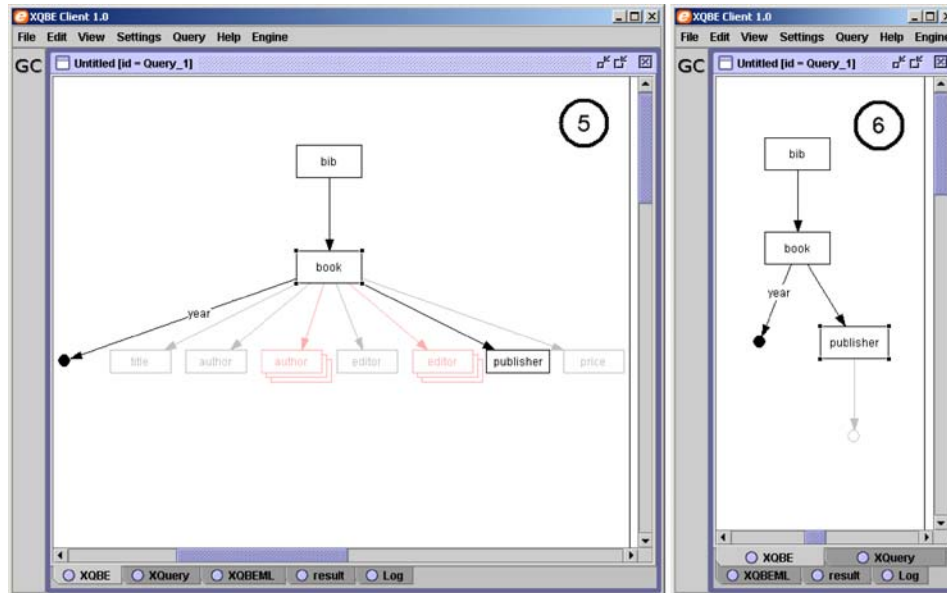 XQBE Client 1.0
File Edit View Settings Query Help Engine
GC
Untitled [id = Query_1]
5
bib
book
year
title author author editor editor publisher price
XQBE XQuery XQBEML result Log
XQBE Client 1.0
File Edit View Settings Query Help Engine
GC
Untitled [id = Query_1]
6
bib
book
year
publisher
XQBE XQuery
XQBEML result Log